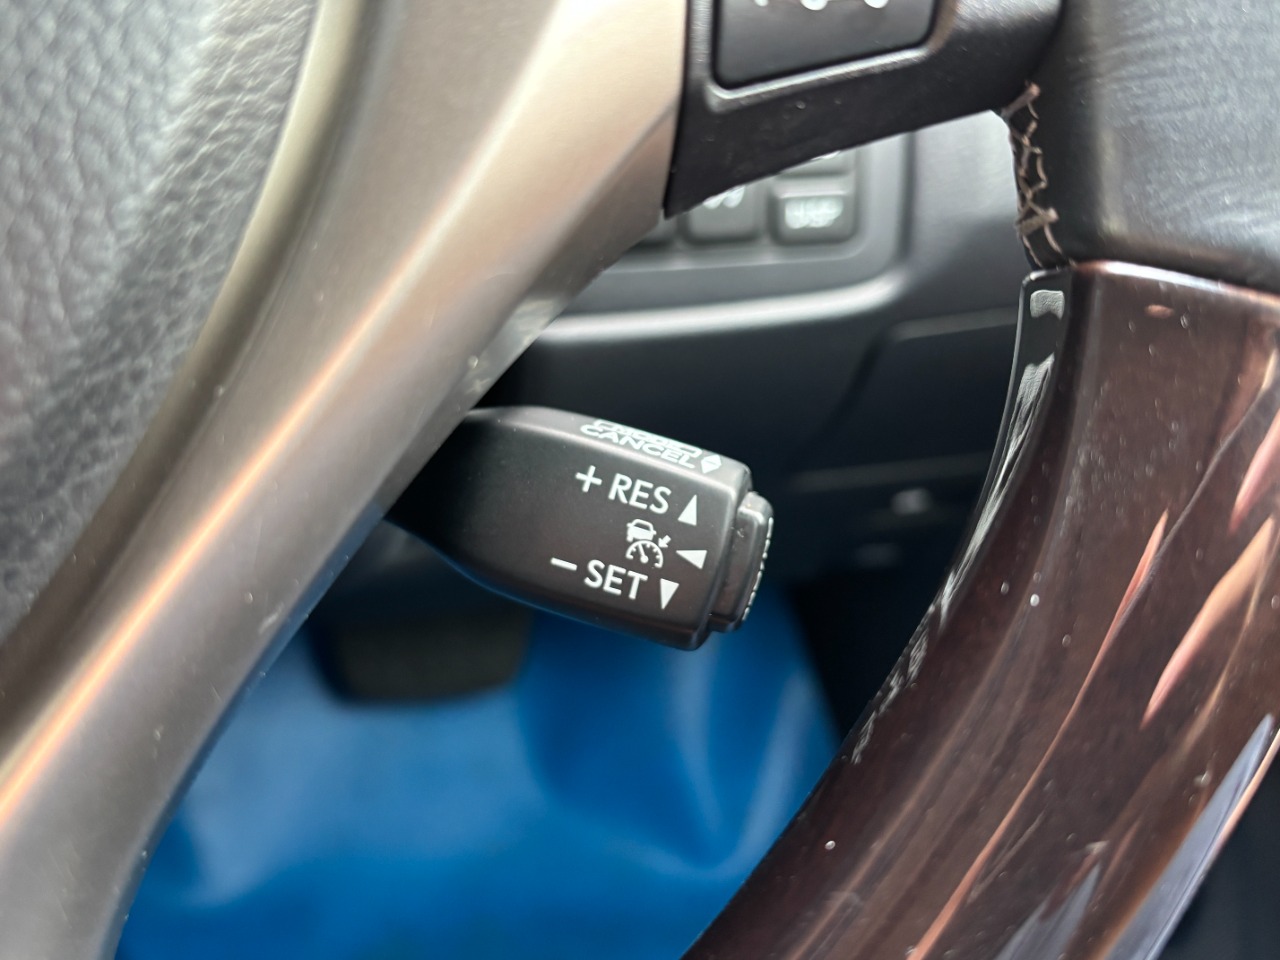 CANCEL
+ RES ▲
◀
− SET ▼